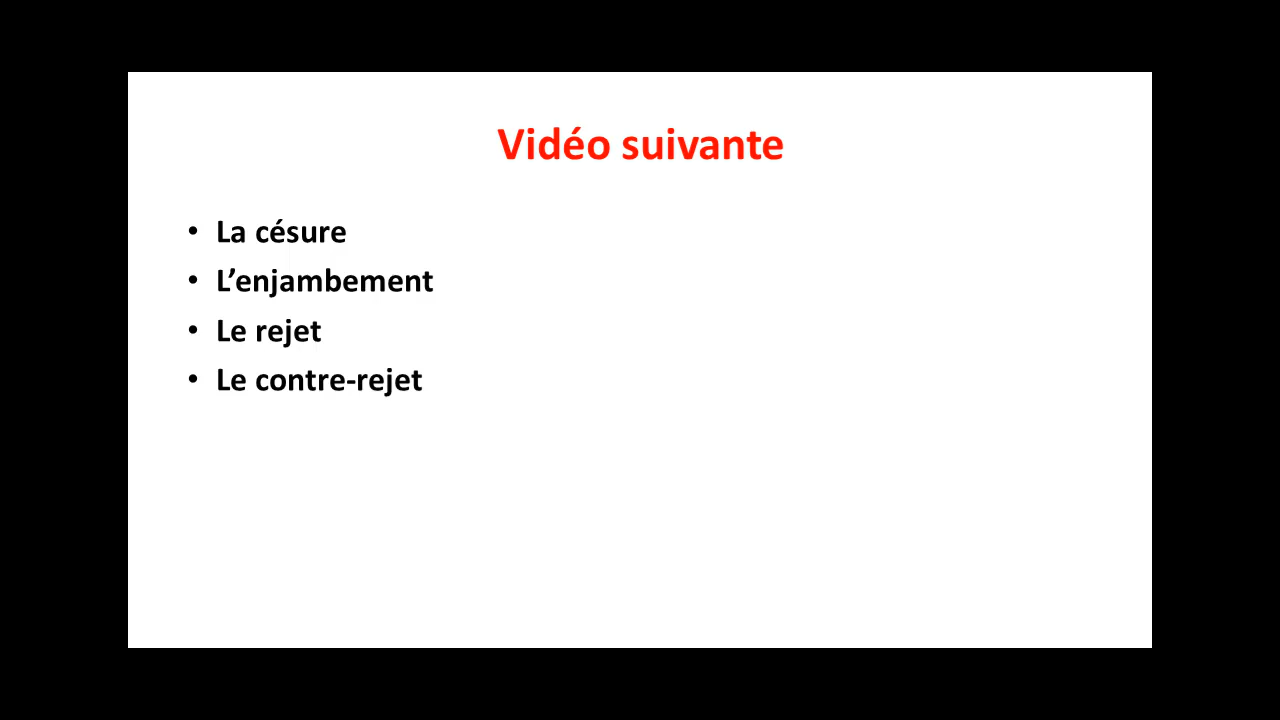 Vidéo suivante
• La césure
• L’enjambement
• Le rejet
• Le contre-rejet